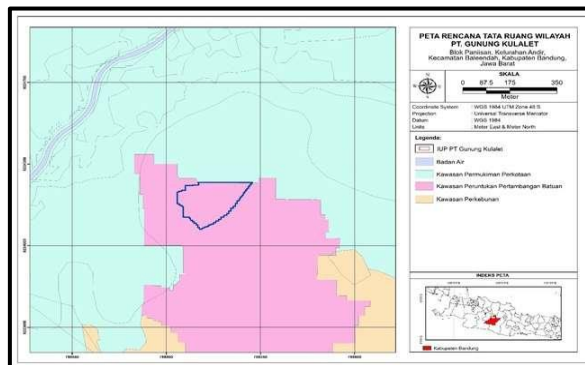 PETA RENCANA TATA RUANG WILAYAH
PT. GUNUNG KULALET
Kelurahan Andir,
Kecamatan Baleendah, Kabupaten Bandung,
Jawa Barat
SKALA
0 87.5 175 350
Meter
Coordinate System : WGS 1984 UTM Zone 48 S
Projection : Universal Transverse Mercator
Datum : WGS 1984
Units : Meter East & Meter North
Legenda:
IUP PT Gunung Kulalet
Badan Air
Kawasan Permukiman Perkotaan
Kawasan Peruntukan Pertambangan Batuan
Kawasan Perkebunan
INDEKS PETA
Kabupaten Bandung